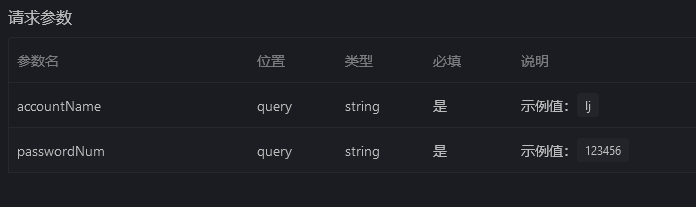 请求参数
参数名 位置 类型 必填 说明
accountName query string 是 示例值： lj
passwordNum query string 是 示例值： 123456